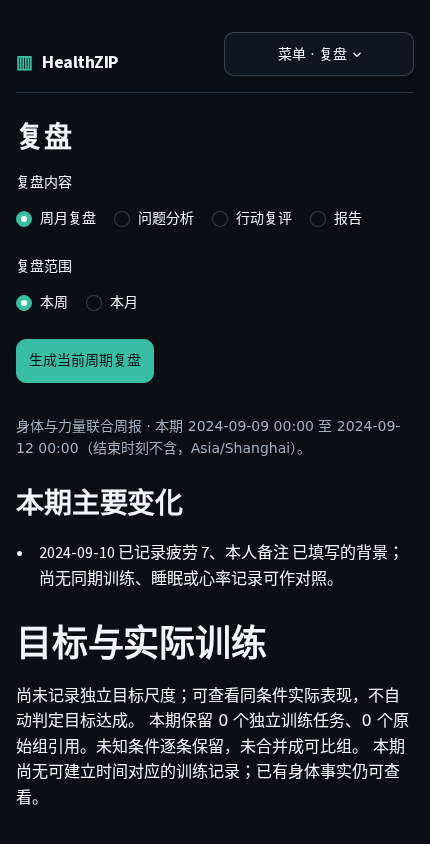 HealthZIP
菜单 · 复盘
复盘
复盘内容
周月复盘 问题分析 行动复评 报告
复盘范围
本周 本月
生成当前周期复盘
身体与力量联合周报 · 本期 2024-09-09 00:00 至 2024-09-
12 00:00（结束时刻不含，Asia/Shanghai）。
本期主要变化
• 2024-09-10 已记录疲劳 7、本人备注 已填写的背景；
尚无同期训练、睡眠或心率记录可作对照。
目标与实际训练
尚未记录独立目标尺度；可查看同条件实际表现，不自
动判定目标达成。 本期保留 0 个独立训练任务、0 个原
始组引用。未知条件逐条保留，未合并成可比组。 本期
尚无可建立时间对应的训练记录；已有身体事实仍可查
看。